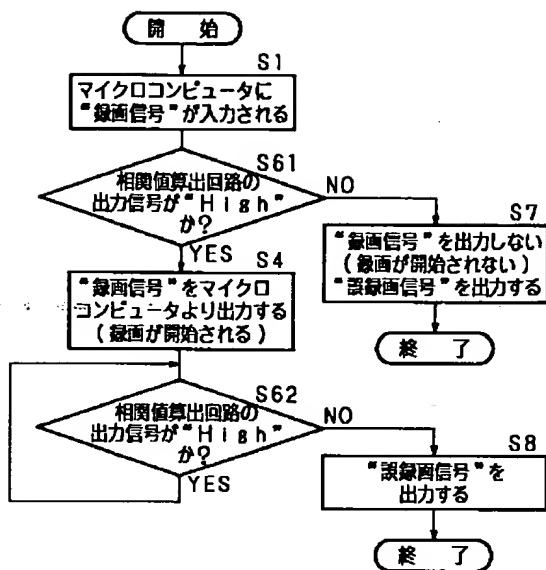 開 始
S1
マイクロコンピュータに
"録画信号"が入力される
S61
相関値算出回路の
出力信号が"High"
か?
NO
YES
S7
"録画信号"を出力しない
(録画が開始されない)
"誤録画信号"を出力する
終 了
S4
"録画信号"をマイクロ
コンピュータより出力する
(録画が開始される)
S62
相関値算出回路の
出力信号が"High"
か?
NO
YES
S8
"誤録画信号"を
出力する
終 了